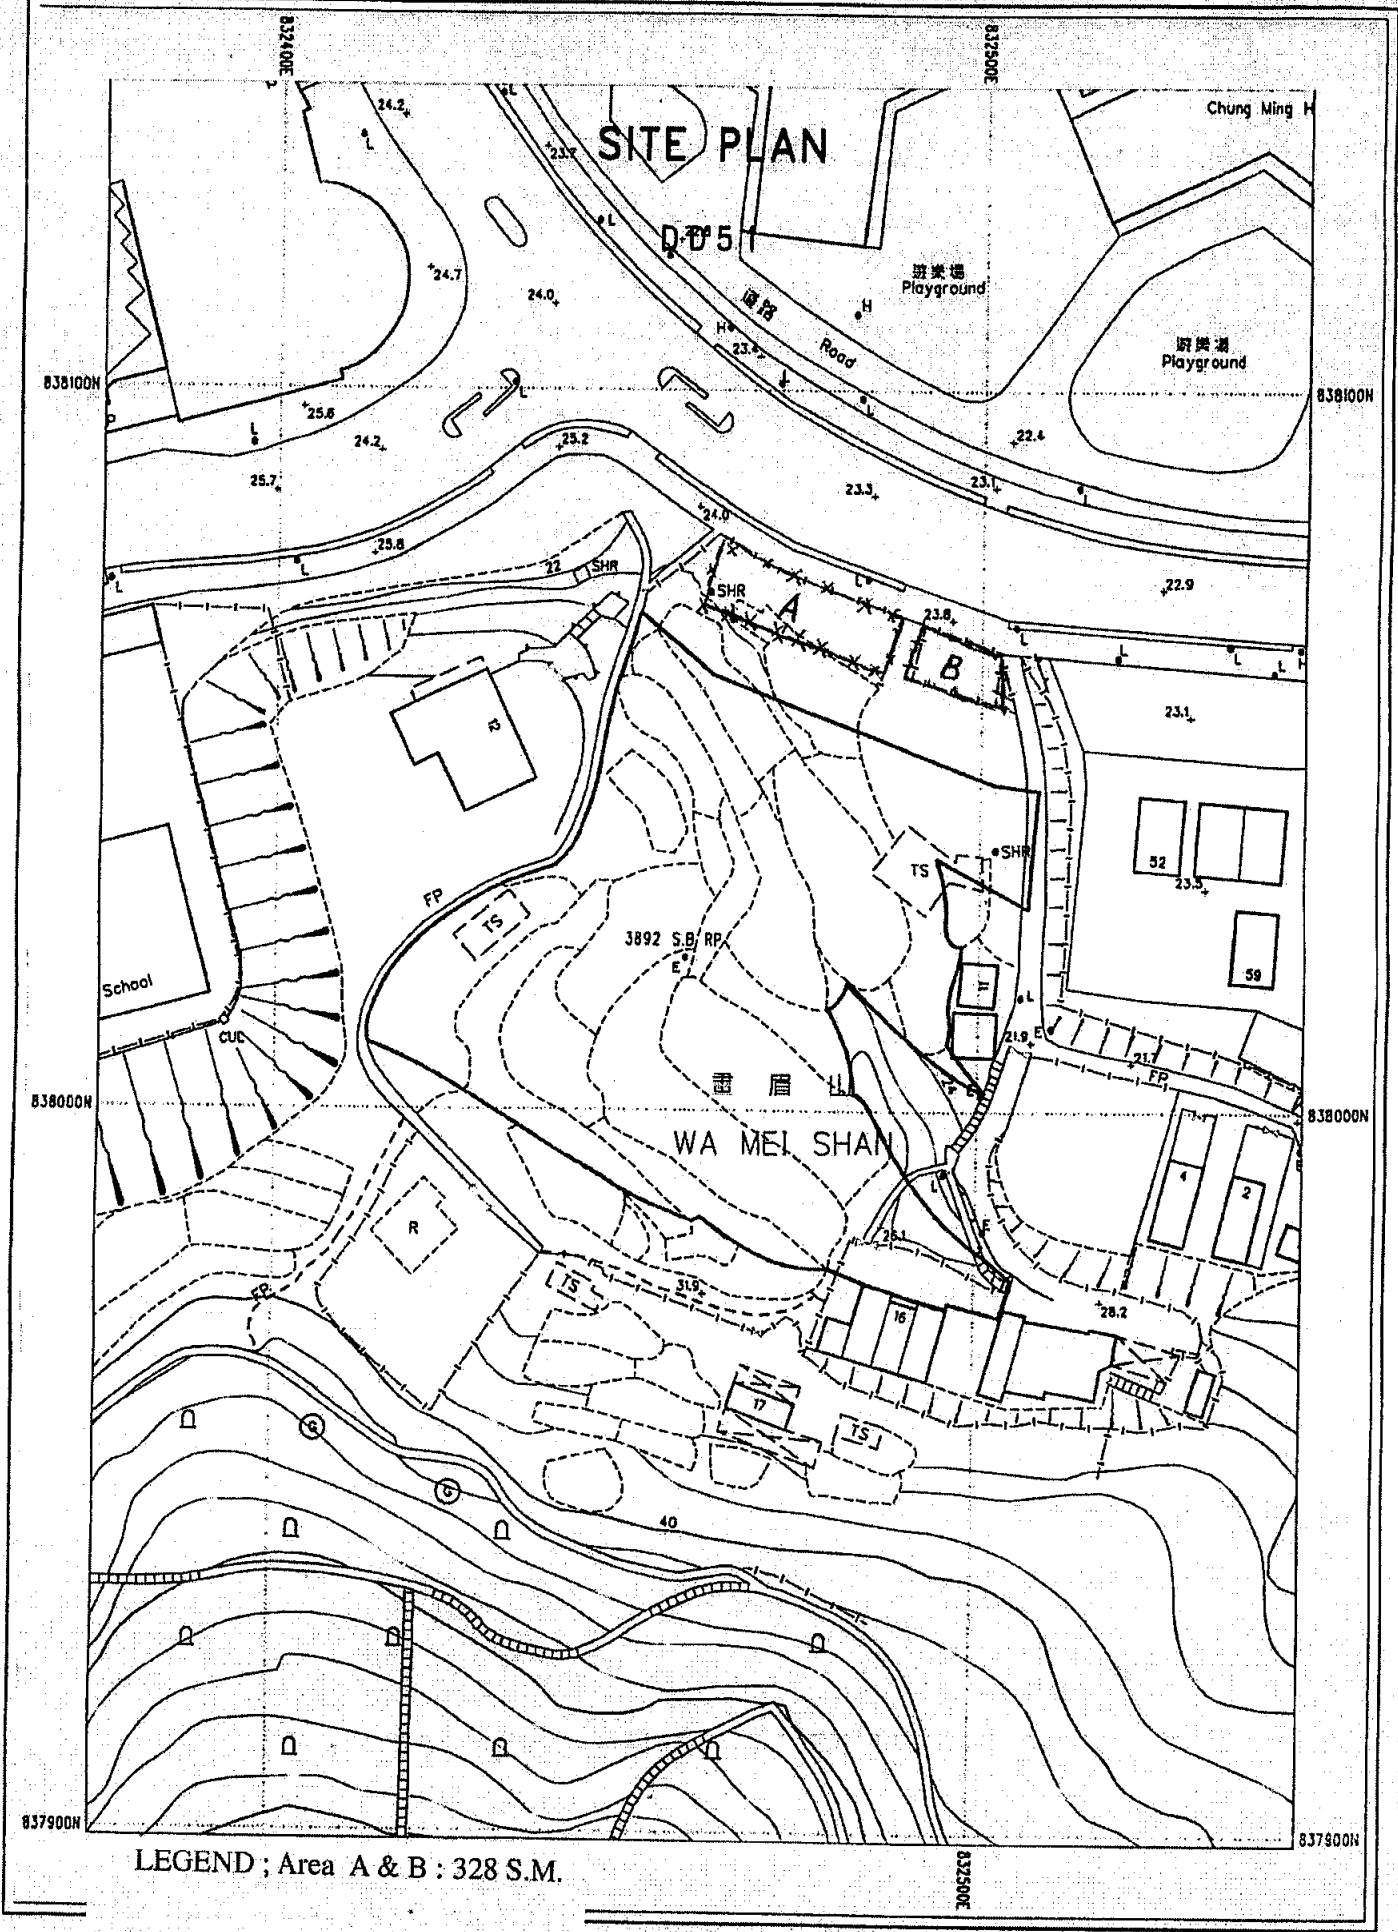 832400E
832500E
24.2
L
L
Chung Ming H
SITE PLAN
23.7
L
DD51
24.7
24.0
遊樂場
Playground
H
道路
Road
H
23.4
遊樂場
Playground
838100N
838100N
L
L
P
25.6
L
24.2
25.2
22.4
25.7
23.3
23.1
L
24.0
25.8
L
L
22
SHR
SHR
L
22.9
A
23.8
L
B
L
L
L
H
23.1
12
SHR
TS
52
23.5
FP
TS
3892 S.B RP
E
59
School
11
L
CUL
21.9
E
21.7
FP
838000N
WA MEI SHAN
838000N
4
2
L
R
E
26.1
FP
TS
31.9
28.2
16
17
TS
G
G
40
837900N
837900N
LEGEND ; Area A & B : 328 S.M.
832500E